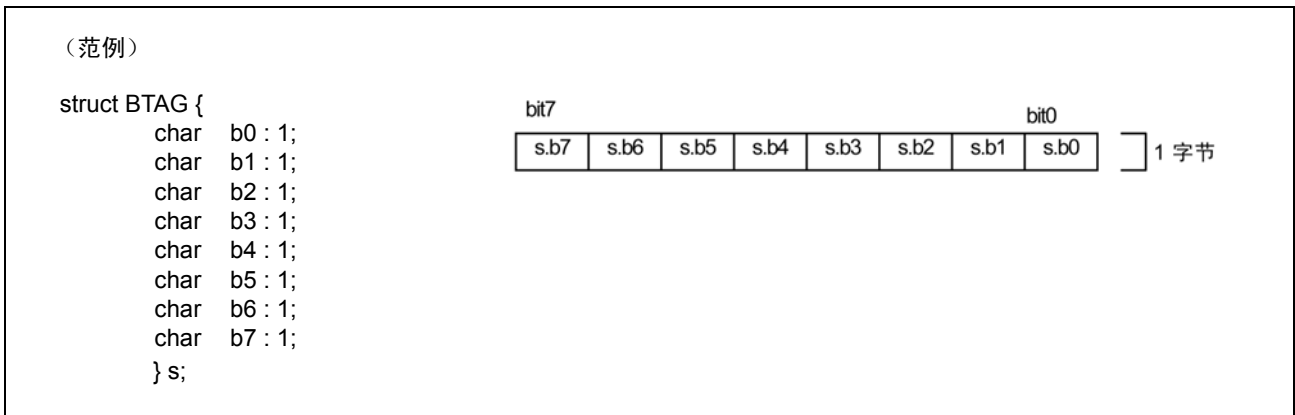 （范例）
struct BTAG {
char b0 : 1;
char b1 : 1;
char b2 : 1;
char b3 : 1;
char b4 : 1;
char b5 : 1;
char b6 : 1;
char b7 : 1;
} s;
bit7 bit0
s.b7 s.b6 s.b5 s.b4 s.b3 s.b2 s.b1 s.b0 1 字节